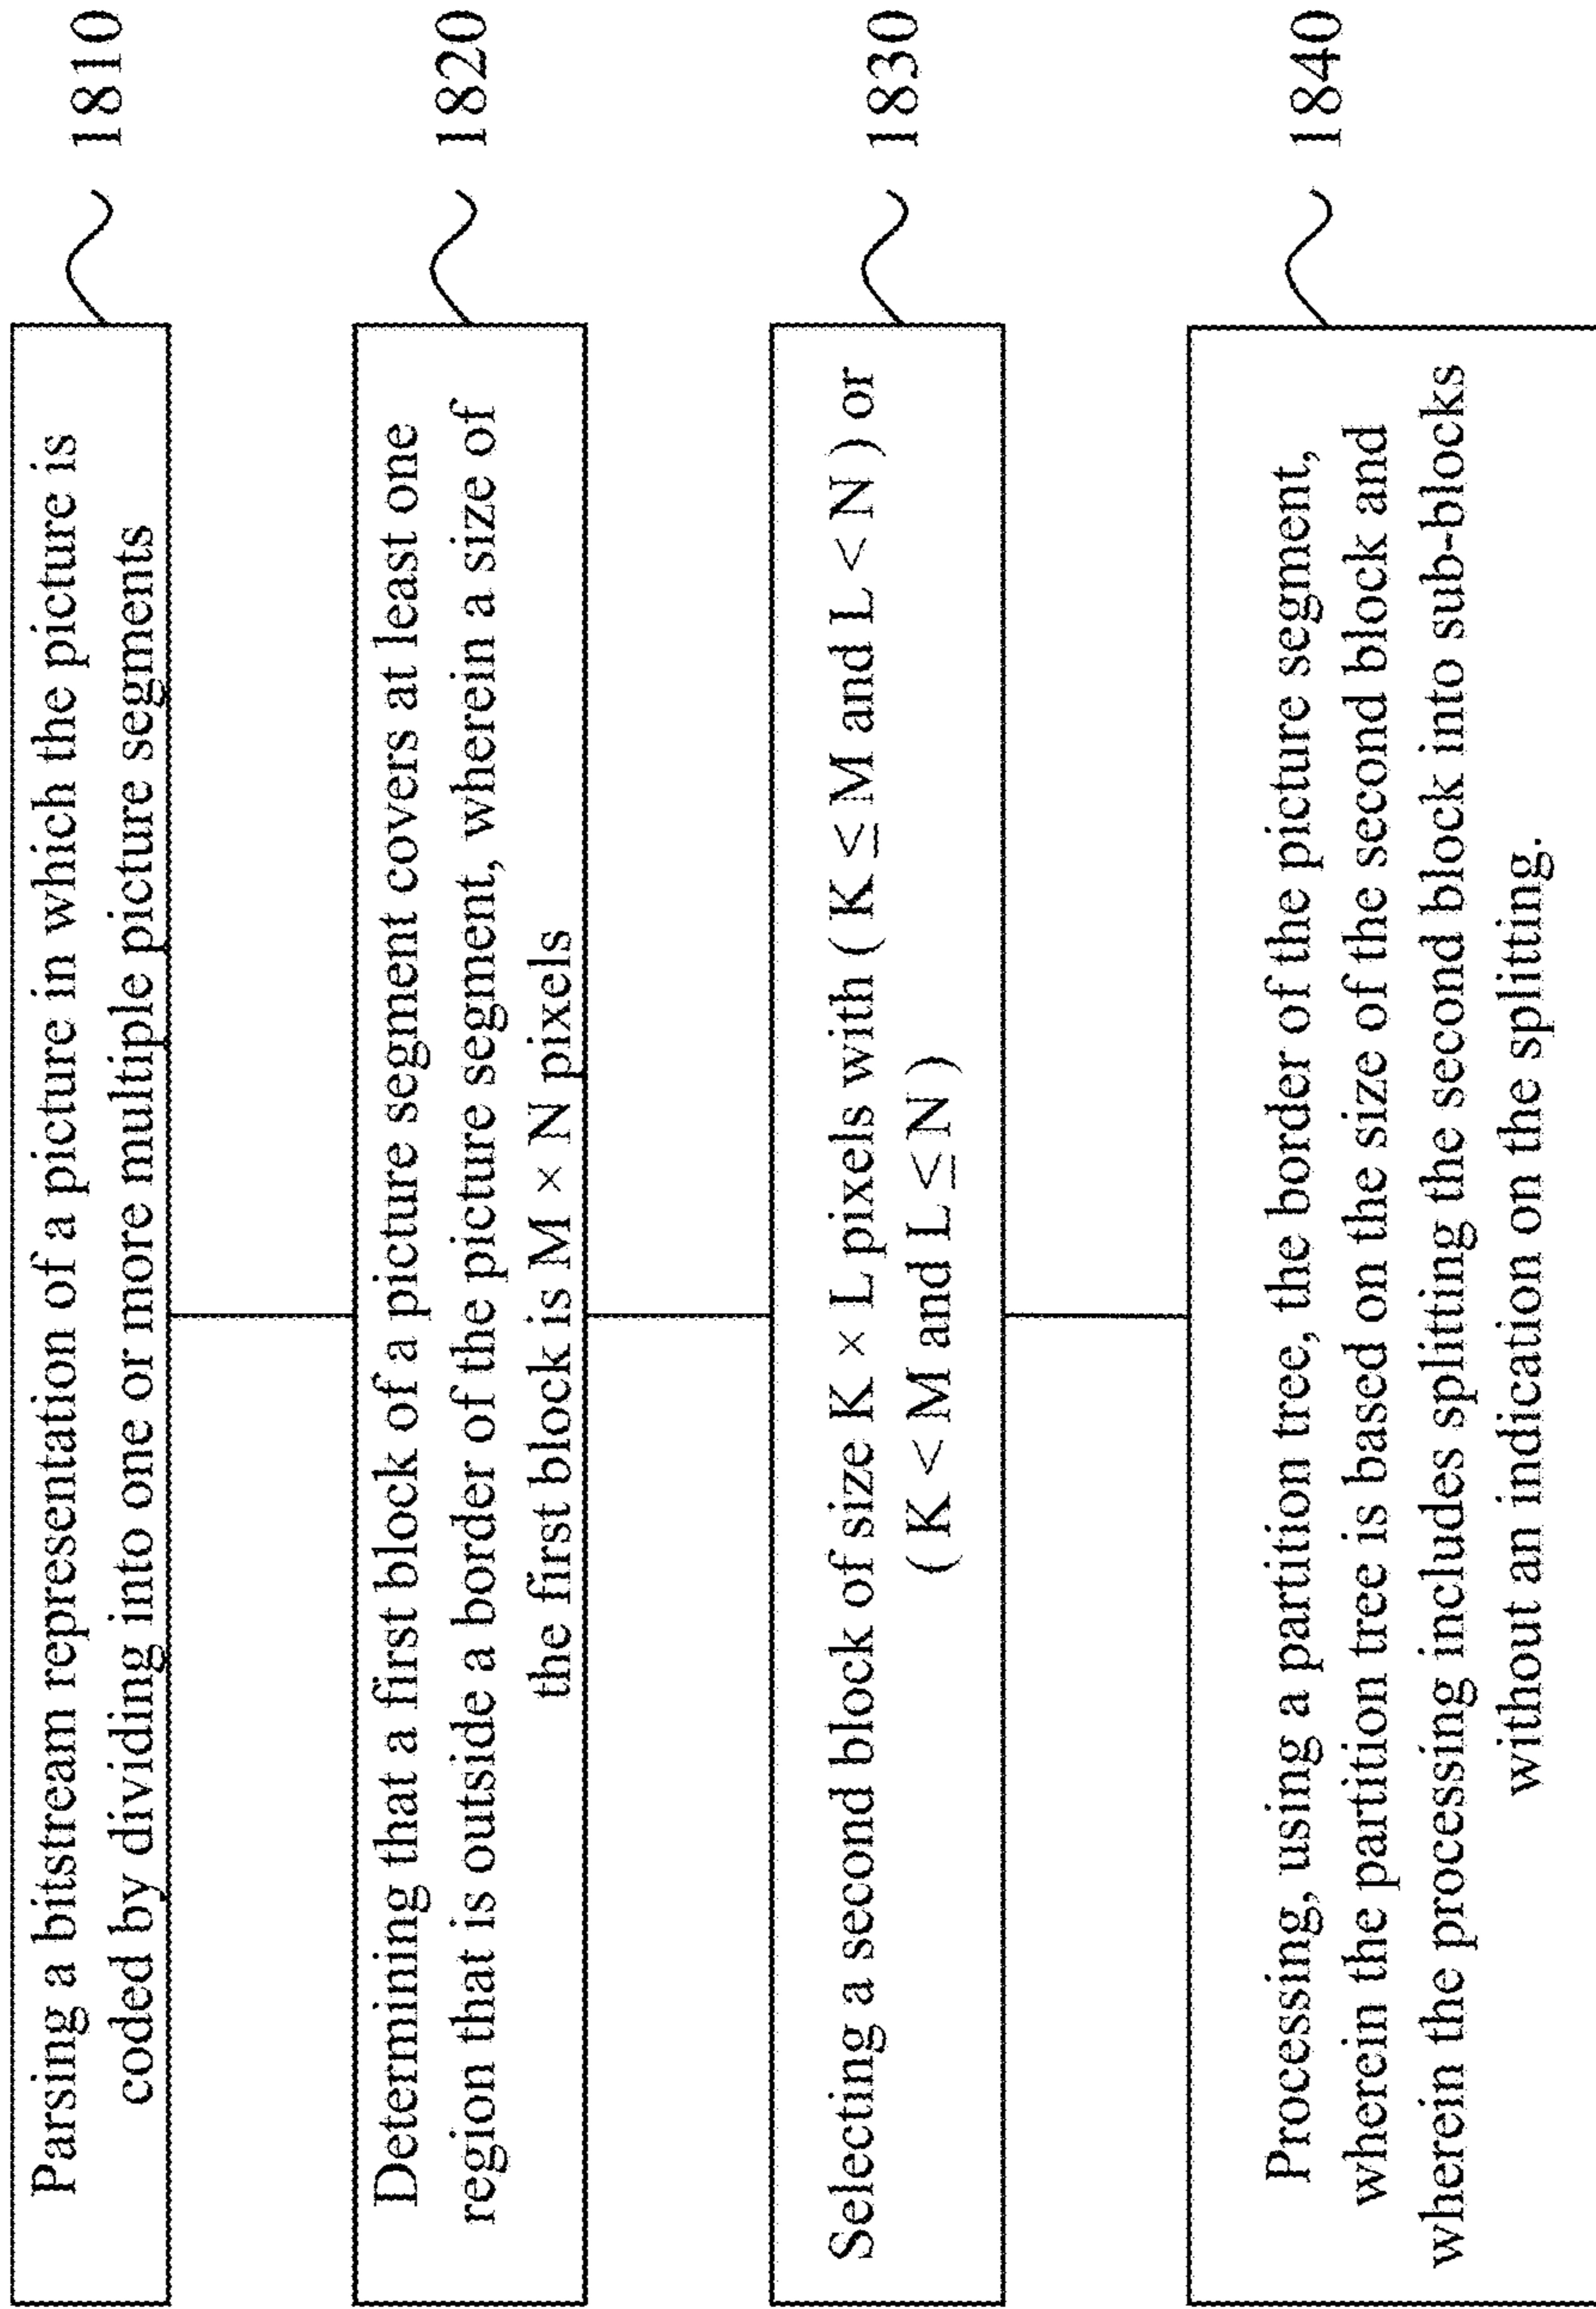 Parsing a bitstream representation of a picture in which the picture is
coded by dividing into one or more multiple picture segments
1810
Determining that a first block of a picture segment covers at least one
region that is outside a border of the picture segment, wherein a size of
the first block is M × N pixels
1820
Selecting a second block of size K × L pixels with ( K ≤ M and L < N ) or
( K < M and L ≤ N )
1830
Processing, using a partition tree, the border of the picture segment,
wherein the partition tree is based on the size of the second block and
wherein the processing includes splitting the second block into sub-blocks
without an indication on the splitting.
1840